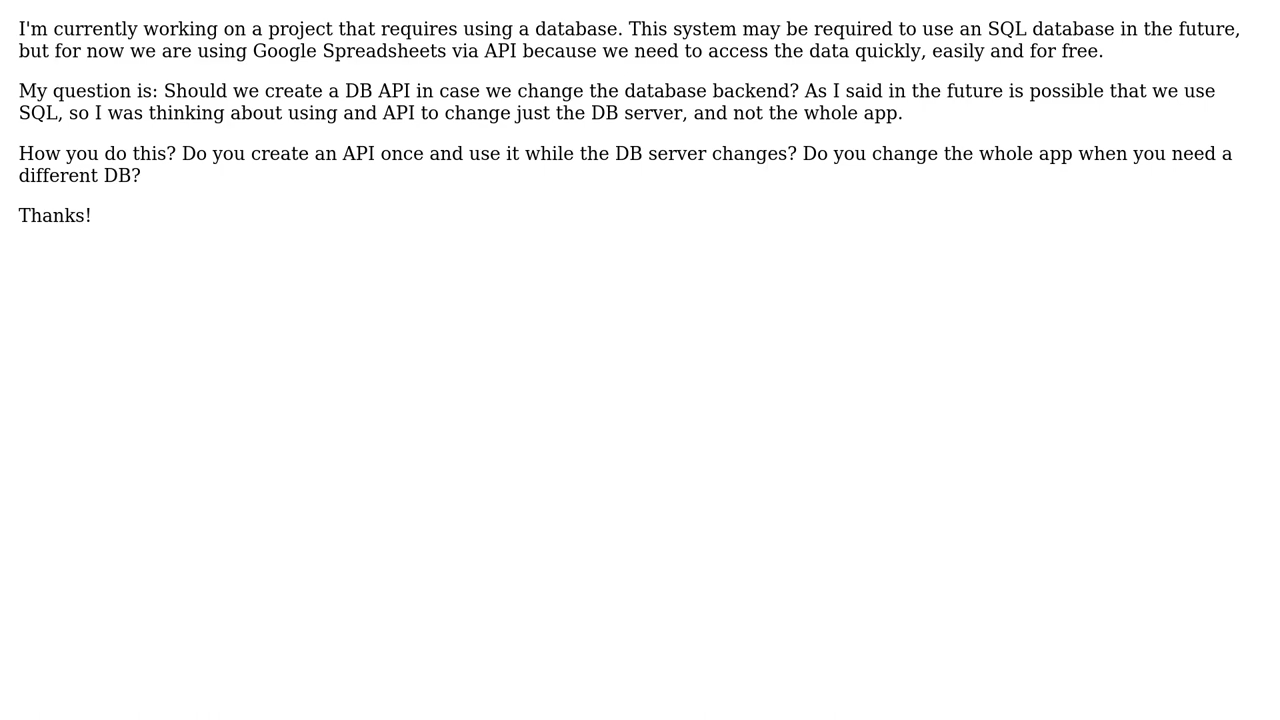 I'm currently working on a project that requires using a database. This system may be required to use an SQL database in the future,
but for now we are using Google Spreadsheets via API because we need to access the data quickly, easily and for free.
My question is: Should we create a DB API in case we change the database backend? As I said in the future is possible that we use
SQL, so I was thinking about using and API to change just the DB server, and not the whole app.
How you do this? Do you create an API once and use it while the DB server changes? Do you change the whole app when you need a
different DB?
Thanks!